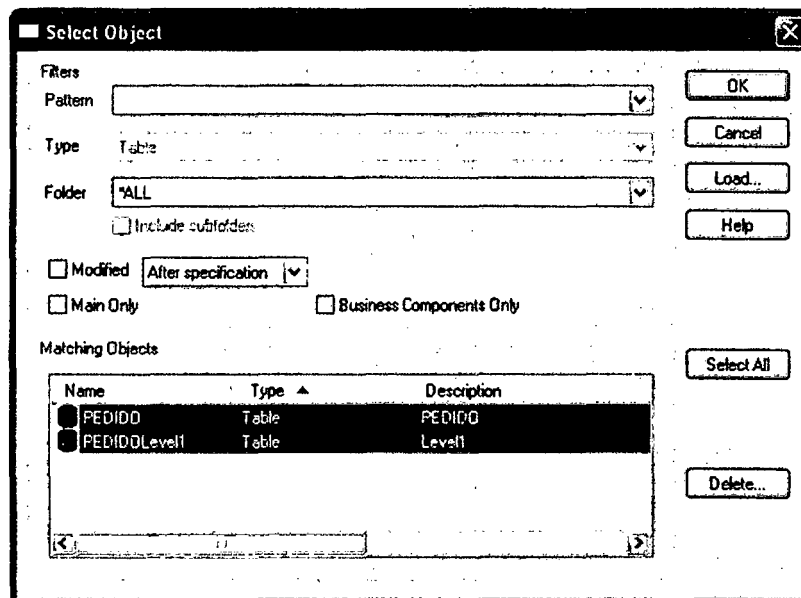 Select Object
Filters
Pattern
OK
Type Table
Cancel
Folder *ALL
Load...
Include subfolders
Help
Modified After specification
Main Only Business Components Only
Matching Objects
Select All
Name Type Description
PEDIDO Table PEDIDO
PEDIDOLevel1 Table Level1
Delete...